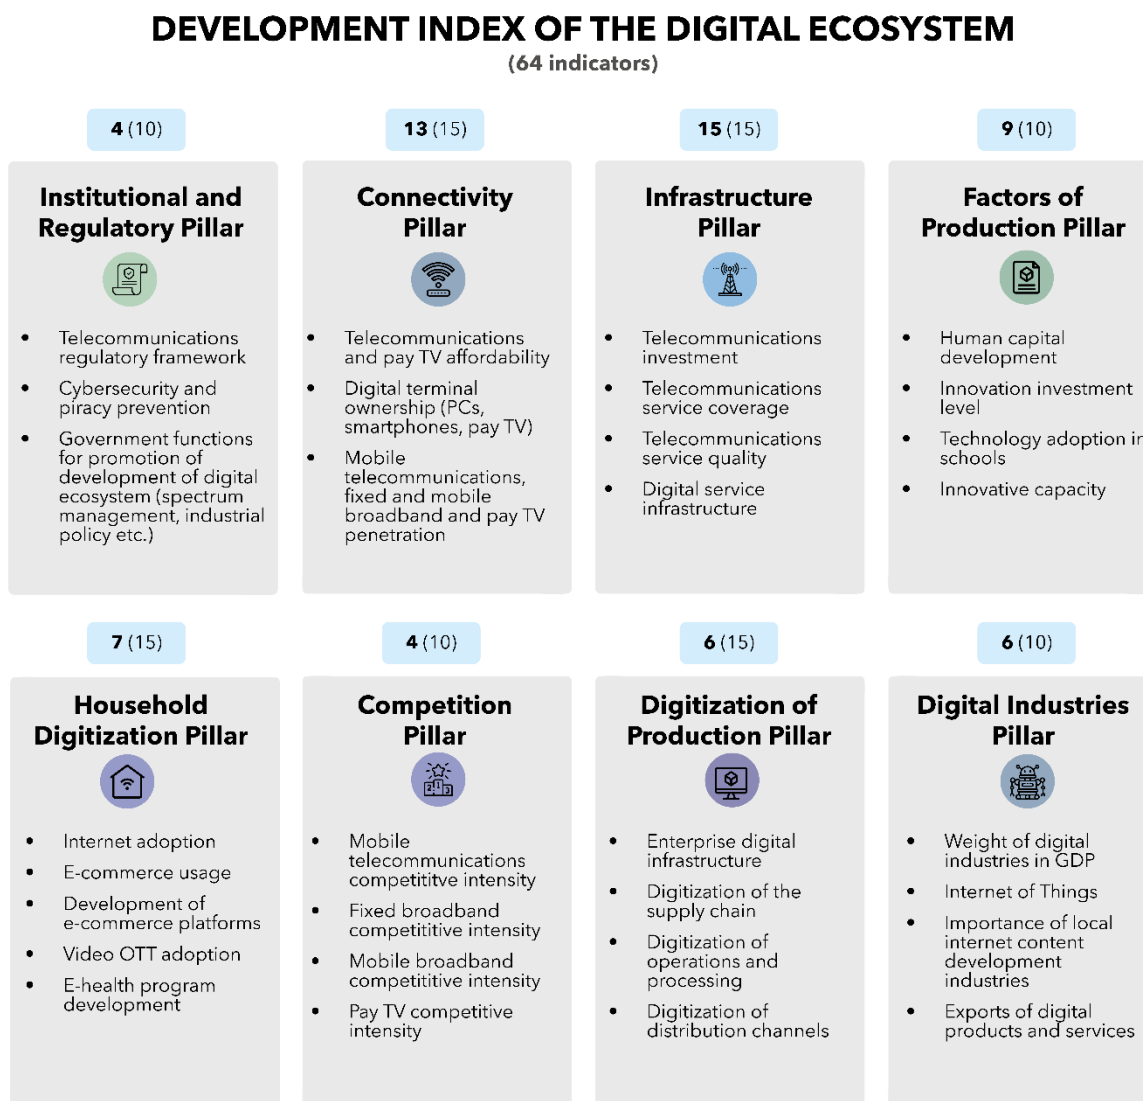 DEVELOPMENT INDEX OF THE DIGITAL ECOSYSTEM
(64 indicators)
4 (10)
Institutional and
Regulatory Pillar
• Telecommunications
regulatory framework
• Cybersecurity and
piracy prevention
• Government functions
for promotion of
development of digital
ecosystem (spectrum
management, industrial
policy etc.)
13 (15)
Connectivity
Pillar
• Telecommunications
and pay TV affordability
• Digital terminal
ownership (PCs,
smartphones, pay TV)
• Mobile
telecommunications,
fixed and mobile
broadband and pay TV
penetration
15 (15)
Infrastructure
Pillar
• Telecommunications
investment
• Telecommunications
service coverage
• Telecommunications
service quality
• Digital service
infrastructure
9 (10)
Factors of
Production Pillar
• Human capital
development
• Innovation investment
level
• Technology adoption in
schools
• Innovative capacity
7 (15)
Household
Digitization Pillar
• Internet adoption
• E-commerce usage
• Development of
e-commerce platforms
• Video OTT adoption
• E-health program
development
4 (10)
Competition
Pillar
2 1 3
• Mobile
telecommunications
competitve intensity
• Fixed broadband
competititive intensity
• Mobile broadband
competititive intensity
• Pay TV competitive
intensity
6 (15)
Digitization of
Production Pillar
• Enterprise digital
infrastructure
• Digitization of the
supply chain
• Digitization of
operations and
processing
• Digitization of
distribution channels
6 (10)
Digital Industries
Pillar
• Weight of digital
industries in GDP
• Internet of Things
• Importance of local
internet content
development
industries
• Exports of digital
products and services